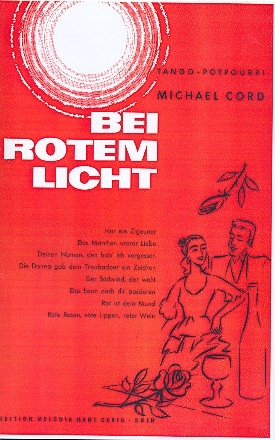 TANGO-POTPOURRI
MICHAEL CORD
BEI
ROTEM
LICHT
Nur ein Zigeuner
Das Märchen unsrer Liebe
Deinen Namen, den hab' ich vergessen
Die Donna gab dem Troubadour ein Zeichen
Der Südwind, der weht
Das kann auch dir passieren
Rot ist dein Mund
Rote Rosen, rote Lippen, roter Wein
EDITION MELODIA HANS GERIG · KÖLN